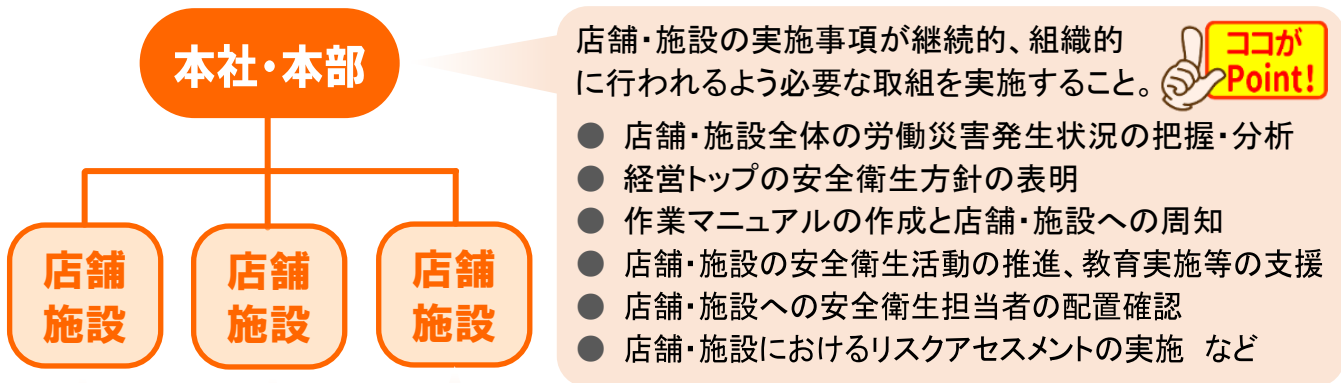 本社・本部
店舗・施設の実施事項が継続的、組織的
に行われるよう必要な取組を実施すること。
ココが
Point!
● 店舗・施設全体の労働災害発生状況の把握・分析
● 経営トップの安全衛生方針の表明
● 作業マニュアルの作成と店舗・施設への周知
● 店舗・施設の安全衛生活動の推進、教育実施等の支援
● 店舗・施設への安全衛生担当者の配置確認
● 店舗・施設におけるリスクアセスメントの実施 など
店舗
施設
店舗
施設
店舗
施設